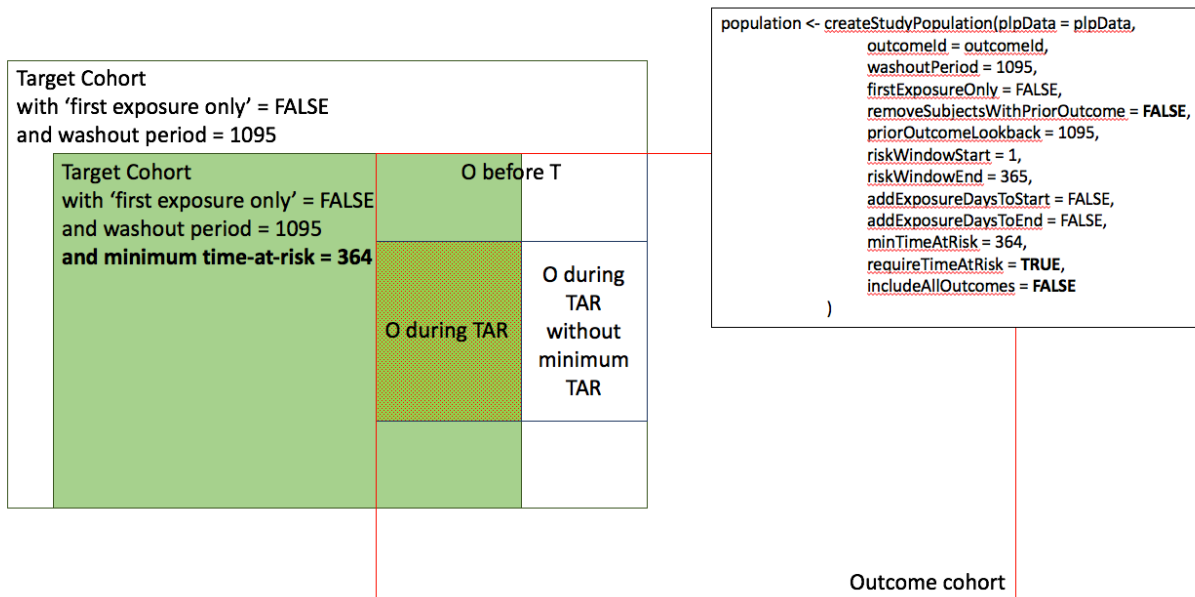 population <- createStudyPopulation(plpData = plpData,
outcomeId = outcomeId,
washoutPeriod = 1095,
firstExposureOnly = FALSE,
removeSubjectsWithPriorOutcome = FALSE,
priorOutcomeLookback = 1095,
riskWindowStart = 1,
riskWindowEnd = 365,
addExposureDaysToStart = FALSE,
addExposureDaysToEnd = FALSE,
minTimeAtRisk = 364,
requireTimeAtRisk = TRUE,
includeAllOutcomes = FALSE
)
Target Cohort
with ‘first exposure only’ = FALSE
and washout period = 1095
Target Cohort
with ‘first exposure only’ = FALSE
and washout period = 1095
and minimum time-at-risk = 364
O before T
O during TAR
O during
TAR
without
minimum
TAR
Outcome cohort